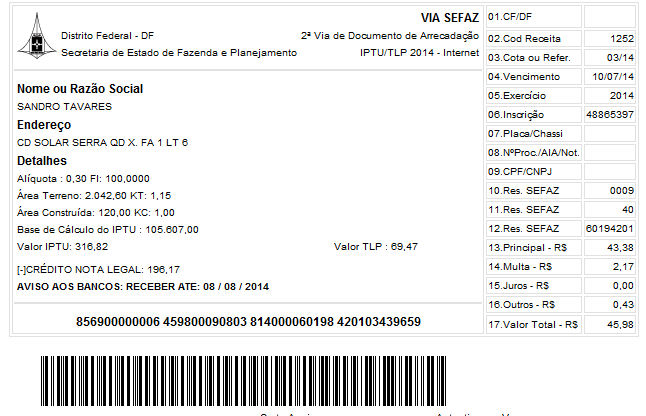 VIA SEFAZ
Distrito Federal - DF
2ª Via de Documento de Arrecadação
Secretaria de Estado de Fazenda e Planejamento
IPTU/TLP 2014 - Internet
Nome ou Razão Social
SANDRO TAVARES
Endereço
CD SOLAR SERRA QD X. FA 1 LT 6
Detalhes
Alíquota : 0,30 FI: 100,0000
Área Terreno: 2.042,60 KT: 1,15
Área Construída: 120,00 KC: 1,00
Base de Cálculo do IPTU : 105.607,00
Valor IPTU: 316,82
Valor TLP : 69,47
[-]CRÉDITO NOTA LEGAL: 196,17
AVISO AOS BANCOS: RECEBER ATE: 08 / 08 / 2014
856900000006 459800090803 814000060198 420103439659
01.CF/DF
02.Cod Receita 1252
03.Cota ou Refer. 03/14
04.Vencimento 10/07/14
05.Exercício 2014
06.Inscrição 48865397
07.Placa/Chassi
08.NºProc./AIA/Not.
09.CPF/CNPJ
10.Res. SEFAZ 0009
11.Res. SEFAZ 40
12.Res. SEFAZ 60194201
13.Principal - R$ 43,38
14.Multa - R$ 2,17
15.Juros - R$ 0,00
16.Outros - R$ 0,43
17.Valor Total - R$ 45,98